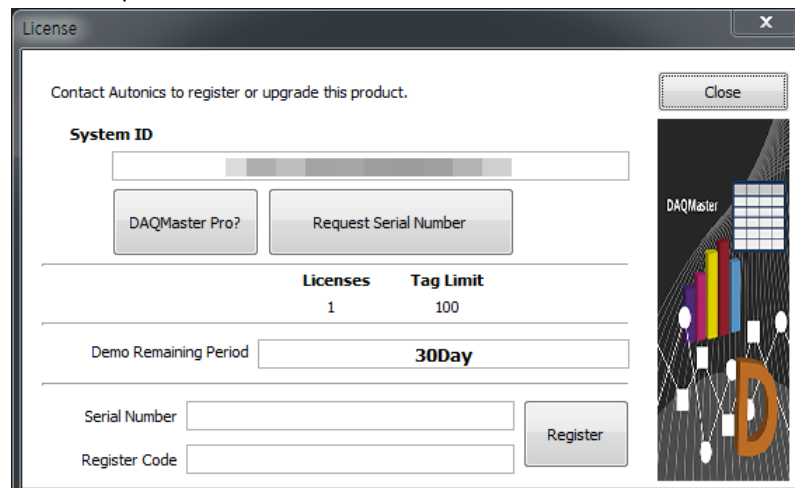 License
X
Contact Autonics to register or upgrade this product.
Close
System ID
DAQMaster Pro?
Request Serial Number
DAQMaster
Licenses Tag Limit
1 100
Demo Remaining Period 30Day
Serial Number
Register
Register Code
D